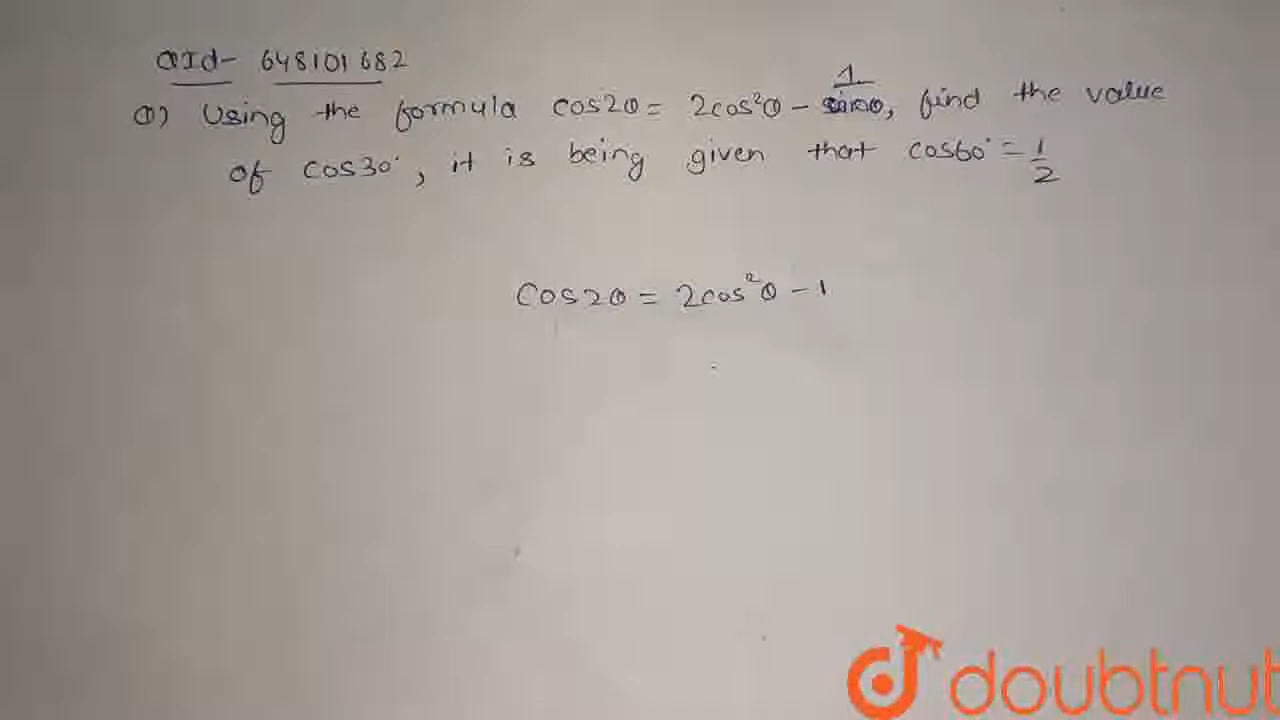 QId- 648101682
Q) Using the formula cos2θ = 2cos²θ - 1, find the value
of cos30°, it is being given that cos60° = 1/2
cos2θ = 2cos²θ - 1
doubtnut